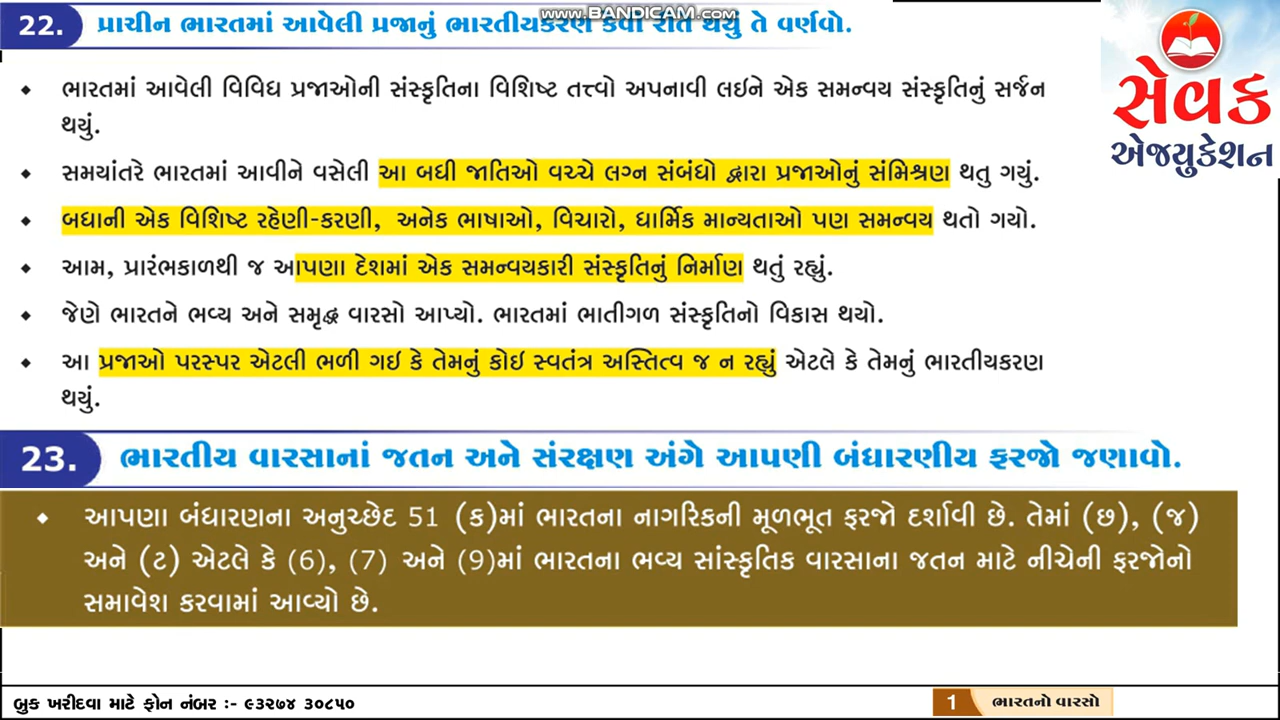 www.BANDICAM.com
22. પ્રાચીન ભારતમાં આવેલી પ્રજાનું ભારતીયકરણ કેવી રીતે થયું તે વર્ણવો.
સેવક
એજ્યુકેશન
ભારતમાં આવેલી વિવિધ પ્રજાઓની સંસ્કૃતિના વિશિષ્ટ તત્ત્વો અપનાવી લઇને એક સમન્વય સંસ્કૃતિનું સર્જન
થયું.
સમયાંતરે ભારતમાં આવીને વસેલી આ બધી જાતિઓ વચ્ચે લગ્ન સંબંધો દ્વારા પ્રજાઓનું સંમિશ્રણ થતુ ગયું.
બધાની એક વિશિષ્ટ રહેણી-કરણી, અનેક ભાષાઓ, વિચારો, ધાર્મિક માન્યતાઓ પણ સમન્વય થતો ગયો.
આમ, પ્રારંભકાળથી જ આપણા દેશમાં એક સમન્વયકારી સંસ્કૃતિનું નિર્માણ થતું રહ્યું.
જેણે ભારતને ભવ્ય અને સમૃદ્ધ વારસો આપ્યો. ભારતમાં ભાતીગળ સંસ્કૃતિનો વિકાસ થયો.
આ પ્રજાઓ પરસ્પર એટલી ભળી ગઇ કે તેમનું કોઇ સ્વતંત્ર અસ્તિત્વ જ ન રહ્યું એટલે કે તેમનું ભારતીયકરણ
થયું.
23. ભારતીય વારસાનાં જતન અને સંરક્ષણ અંગે આપણી બંધારણીય ફરજો જણાવો.
આપણા બંધારણના અનુચ્છેદ 51 (ક)માં ભારતના નાગરિકની મૂળભૂત ફરજો દર્શાવી છે. તેમાં (છ), (જ)
અને (ટ) એટલે કે (6), (7) અને (9)માં ભારતના ભવ્ય સાંસ્કૃતિક વારસાના જતન માટે નીચેની ફરજોનો
સમાવેશ કરવામાં આવ્યો છે.
બુક ખરીદવા માટે ફોન નંબર :- ૯૩૨૭૪ ૩૦૮૫૦
1 ભારતનો વારસો